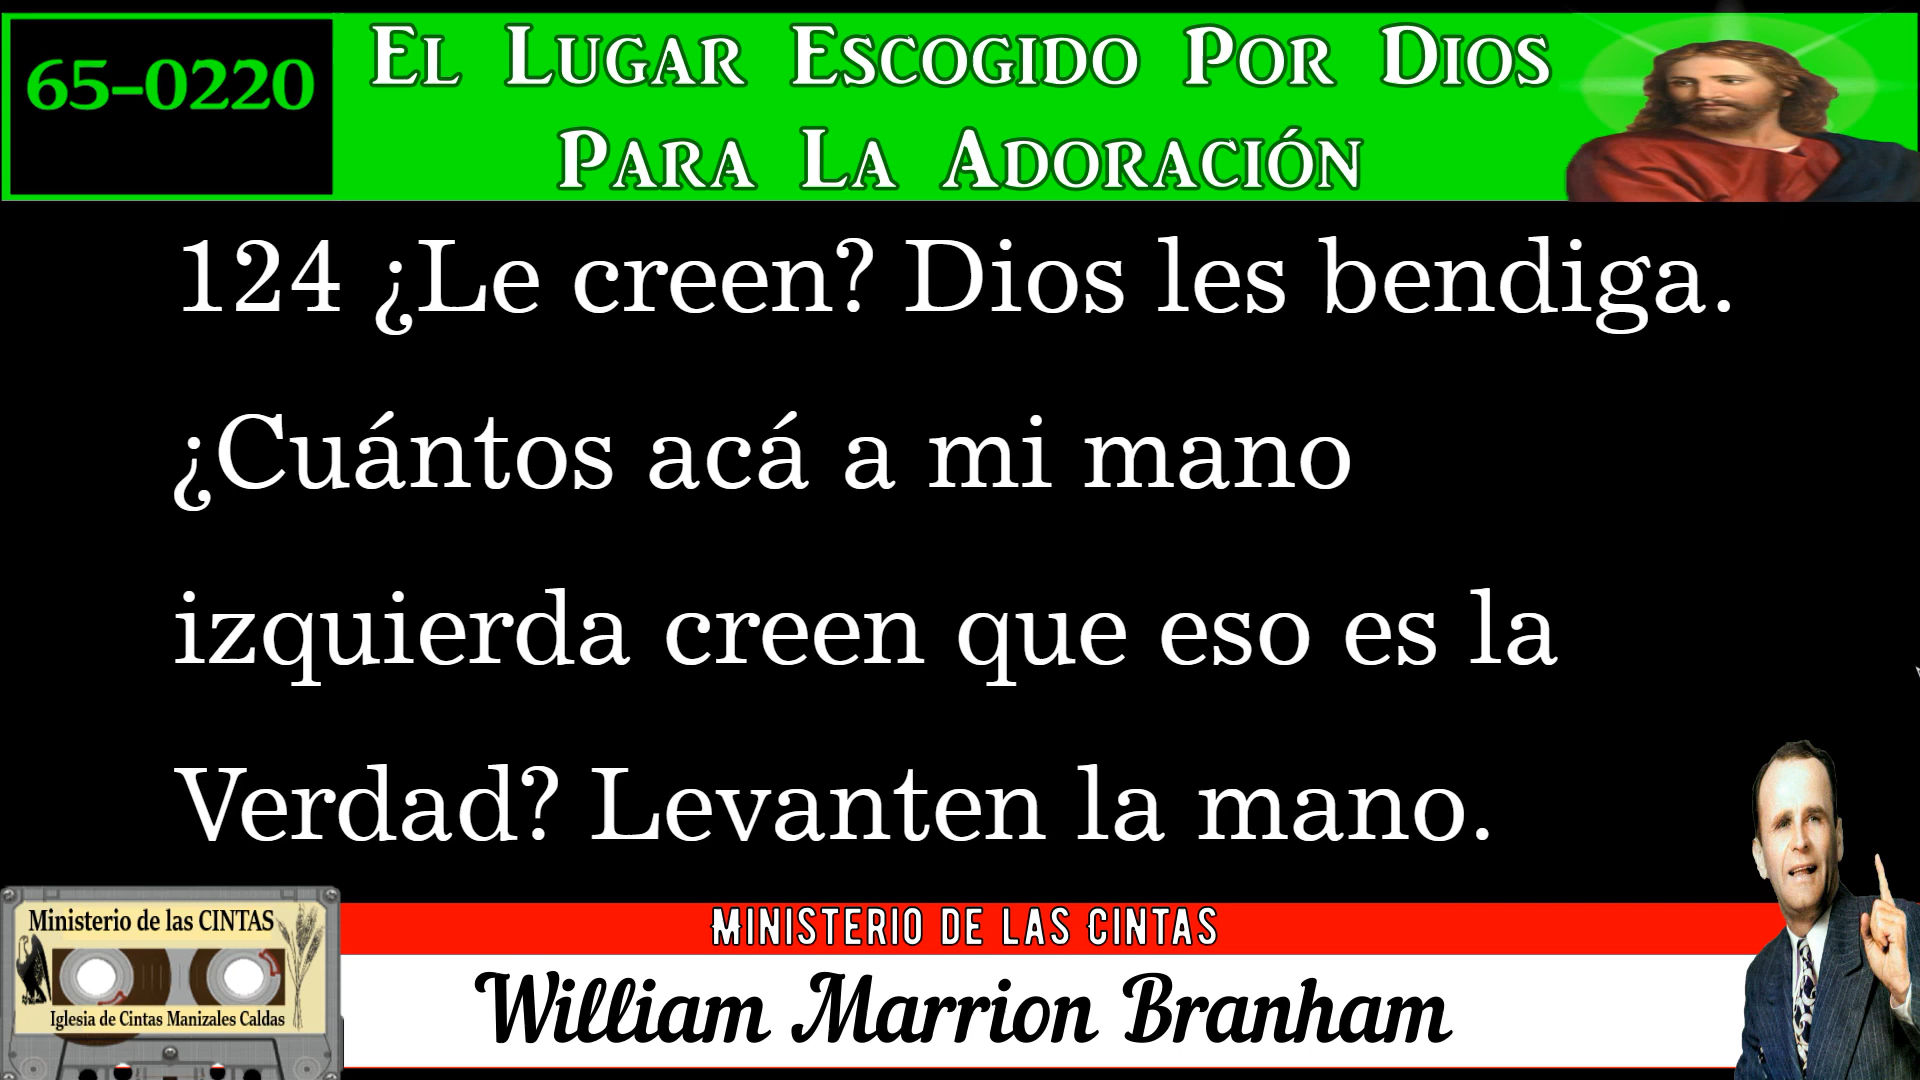 65-0220
El Lugar Escogido Por Dios
Para La Adoración
124 ¿Le creen? Dios les bendiga.
¿Cuántos acá a mi mano
izquierda creen que eso es la
Verdad? Levanten la mano.
Ministerio de las CINTAS
Iglesia de Cintas Manizales Caldas
MINISTERIO DE LAS CINTAS
William Marrion Branham